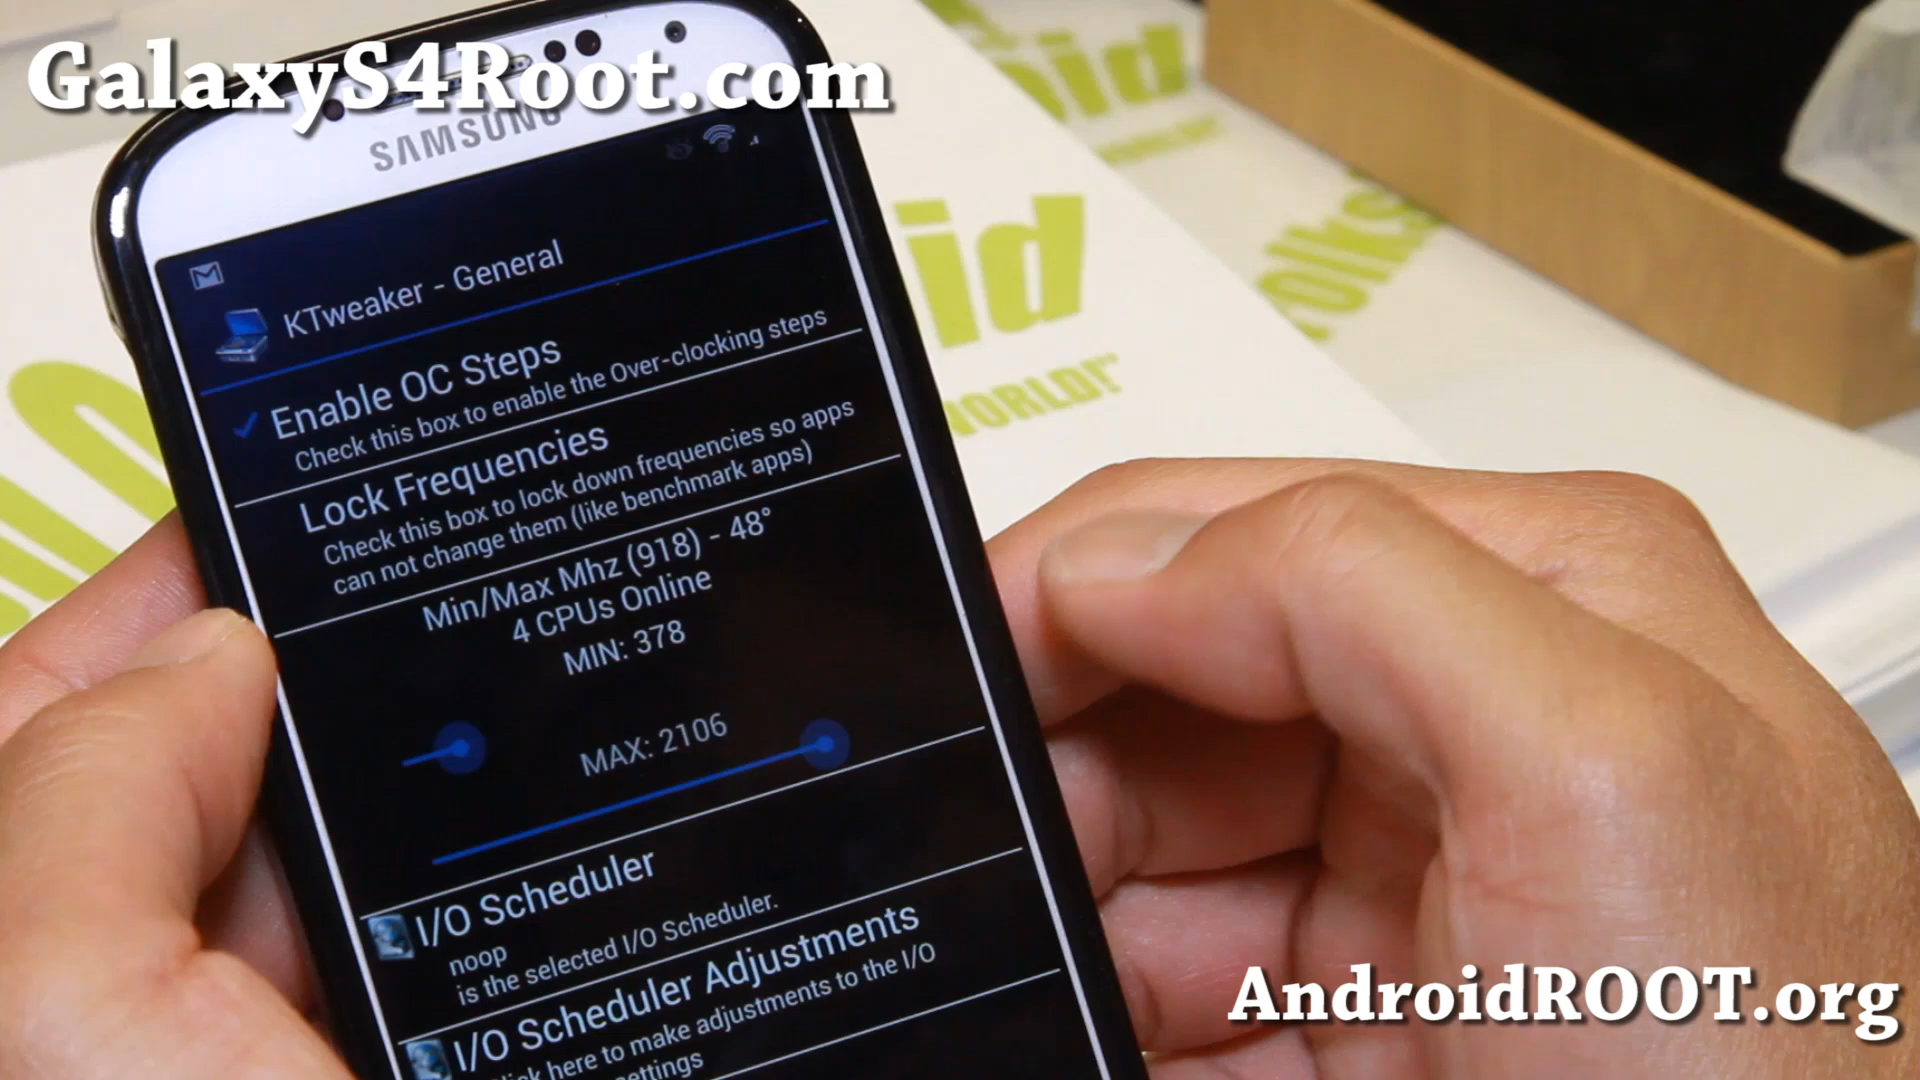 GalaxyS4Root.com
SAMSUNG
KTweaker - General
Enable OC Steps
Check this box to enable the Over-clocking steps
Lock Frequencies
Check this box to lock down frequencies so apps
can not change them (like benchmark apps)
Min/Max Mhz (918) - 48°
4 CPUs Online
MIN: 378
MAX: 2106
I/O Scheduler
noop
is the selected I/O Scheduler.
I/O Scheduler Adjustments
here to make adjustments to the I/O
id
WORLD!
AndroidROOT.org